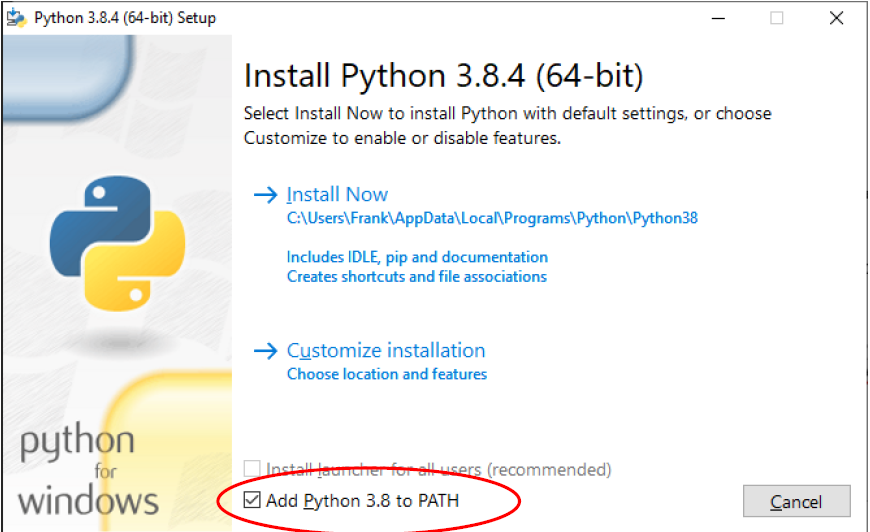 Python 3.8.4 (64-bit) Setup
Install Python 3.8.4 (64-bit)
Select Install Now to install Python with default settings, or choose
Customize to enable or disable features.
Install Now
C:\Users\Frank\AppData\Local\Programs\Python\Python38
Includes IDLE, pip and documentation
Creates shortcuts and file associations
Customize installation
Choose location and features
Install launcher for all users (recommended)
Add Python 3.8 to PATH
Cancel
python
for
windows